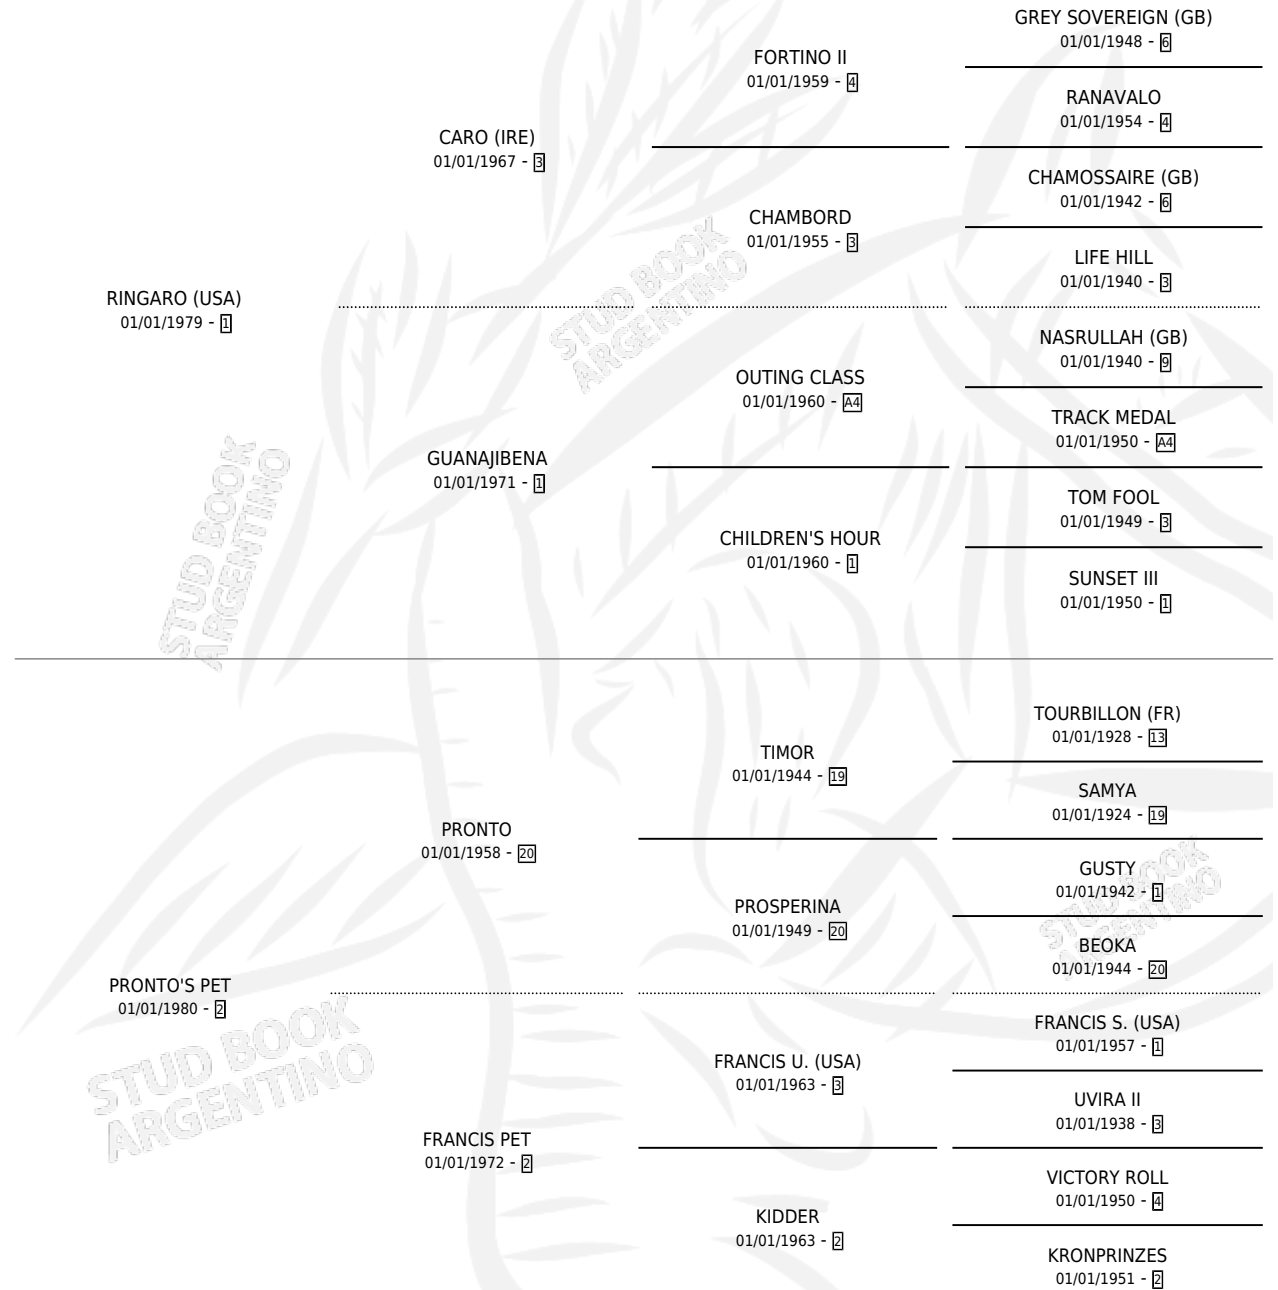 GREY SOVEREIGN (GB)
01/01/1948 - 6
FORTINO II
01/01/1959 - 4
RANAVALO
01/01/1954 - 4
CARO (IRE)
01/01/1967 - 3
CHAMOSSAIRE (GB)
01/01/1942 - 6
CHAMBORD
01/01/1955 - 3
LIFE HILL
01/01/1940 - 3
RINGARO (USA)
01/01/1979 - 1
NASRULLAH (GB)
01/01/1940 - 9
OUTING CLASS
01/01/1960 - A4
TRACK MEDAL
01/01/1950 - A4
GUANAJIBENA
01/01/1971 - 1
TOM FOOL
01/01/1949 - 3
CHILDREN'S HOUR
01/01/1960 - 1
SUNSET III
01/01/1950 - 1
STUD BOOK
ARGENTINO
STUD BOOK
ARGENTINO
TOURBILLON (FR)
01/01/1928 - 13
TIMOR
01/01/1944 - 19
SAMYA
01/01/1924 - 19
PRONTO
01/01/1958 - 20
GUSTY
01/01/1942 - 1
PROSPERINA
01/01/1949 - 20
BEOKA
01/01/1944 - 20
STUD BOOK
ARGENTINO
PRONTO'S PET
01/01/1980 - 2
FRANCIS S. (USA)
01/01/1957 - 1
FRANCIS U. (USA)
01/01/1963 - 3
UVIRA II
01/01/1938 - 3
STUD BOOK
ARGENTINO
FRANCIS PET
01/01/1972 - 2
VICTORY ROLL
01/01/1950 - 4
KIDDER
01/01/1963 - 2
KRONPRINZES
01/01/1951 - 2